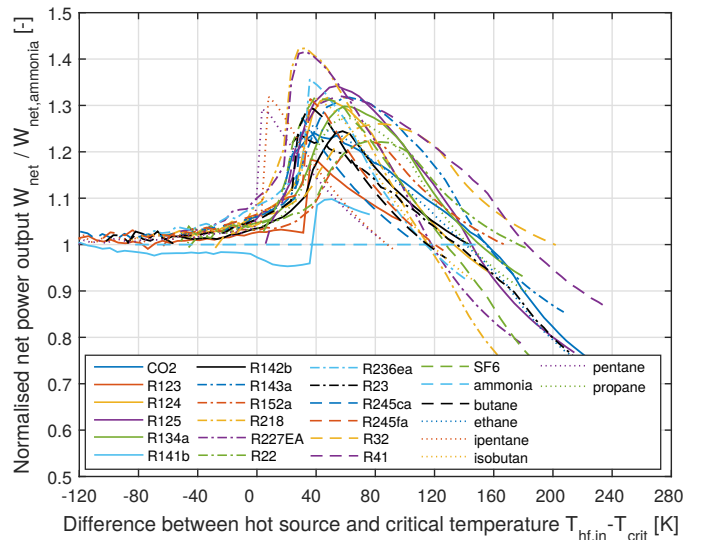 Normalised net power output W_net / W_net,ammonia [-]
1.5
1.4
1.3
1.2
1.1
1
0.9
0.8
0.7
0.6
0.5
CO2
R123
R124
R125
R134a
R141b
R142b
R143a
R152a
R218
R227EA
R22
R236ea
R23
R245ca
R245fa
R32
R41
SF6
ammonia
butane
ethane
ipentane
isobutan
pentane
propane
-120 -80 -40 0 40 80 120 160 200 240 280
Difference between hot source and critical temperature T_hf,in-T_crit [K]